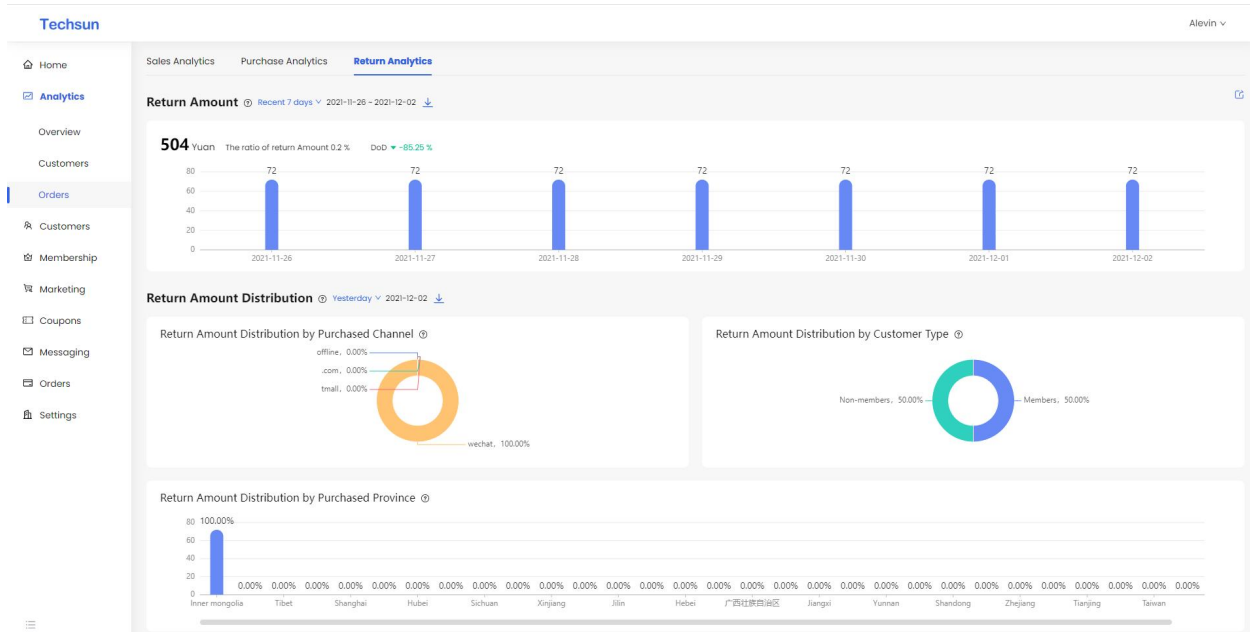 Techsun
Alevin
Home
Analytics
Overview
Customers
Orders
Customers
Membership
Marketing
Coupons
Messaging
Orders
Settings
Sales Analytics Purchase Analytics Return Analytics
Return Amount Recent 7 days 2021-11-26 - 2021-12-02
504 Yuan The ratio of return Amount 0.2 % DoD -85.25 %
80
60
40
20
0
72 72 72 72 72 72 72
2021-11-26 2021-11-27 2021-11-28 2021-11-29 2021-11-30 2021-12-01 2021-12-02
Return Amount Distribution Yesterday 2021-12-02
Return Amount Distribution by Purchased Channel
offline, 0.00%
.com, 0.00%
tmall, 0.00%
wechat, 100.00%
Return Amount Distribution by Customer Type
Non-members, 50.00% Members, 50.00%
Return Amount Distribution by Purchased Province
80
60
40
20
0
100.00% 0.00% 0.00% 0.00% 0.00% 0.00% 0.00% 0.00% 0.00% 0.00% 0.00% 0.00% 0.00% 0.00% 0.00% 0.00% 0.00% 0.00% 0.00% 0.00% 0.00% 0.00% 0.00% 0.00% 0.00% 0.00% 0.00% 0.00% 0.00% 0.00%
Inner mongolia Tibet Shanghai Hubei Sichuan Xinjiang Jilin Hebei 广西壮族自治区 Jiangxi Yunnan Shandong Zhejiang Tianjing Taiwan